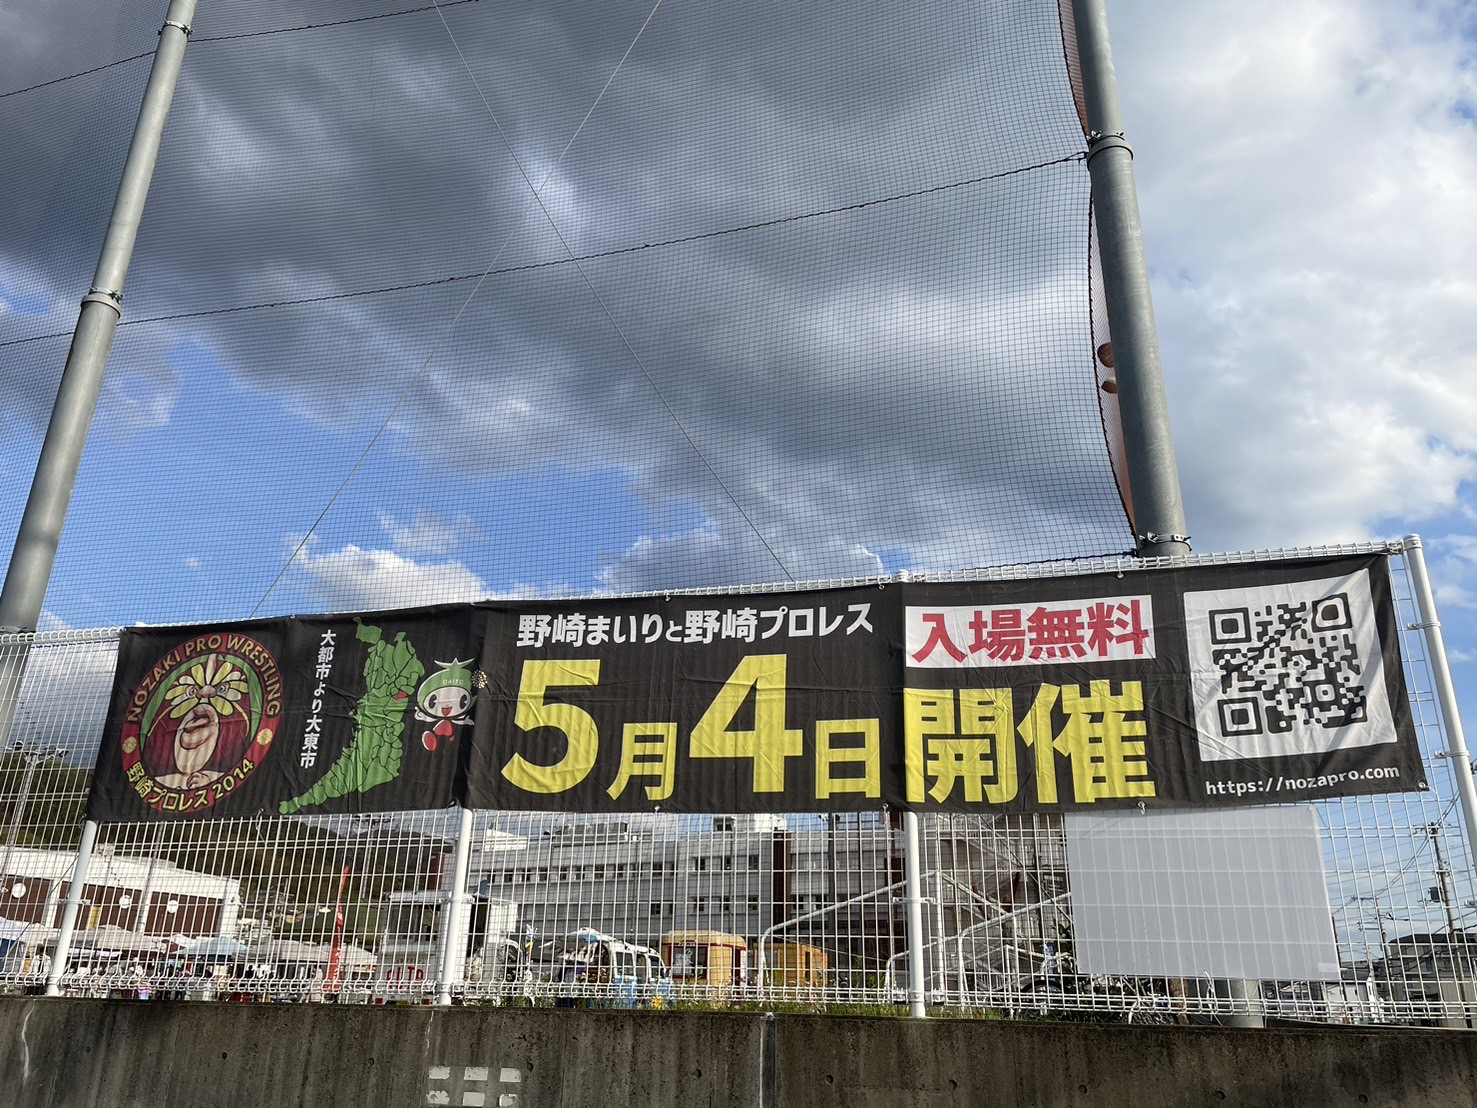 NOZAKI PRO WRESTLING
野崎プロレス 2014
大都市より大東市
DAITO
野崎まいりと野崎プロレス
5月4日開催
入場無料
https://nozapro.com